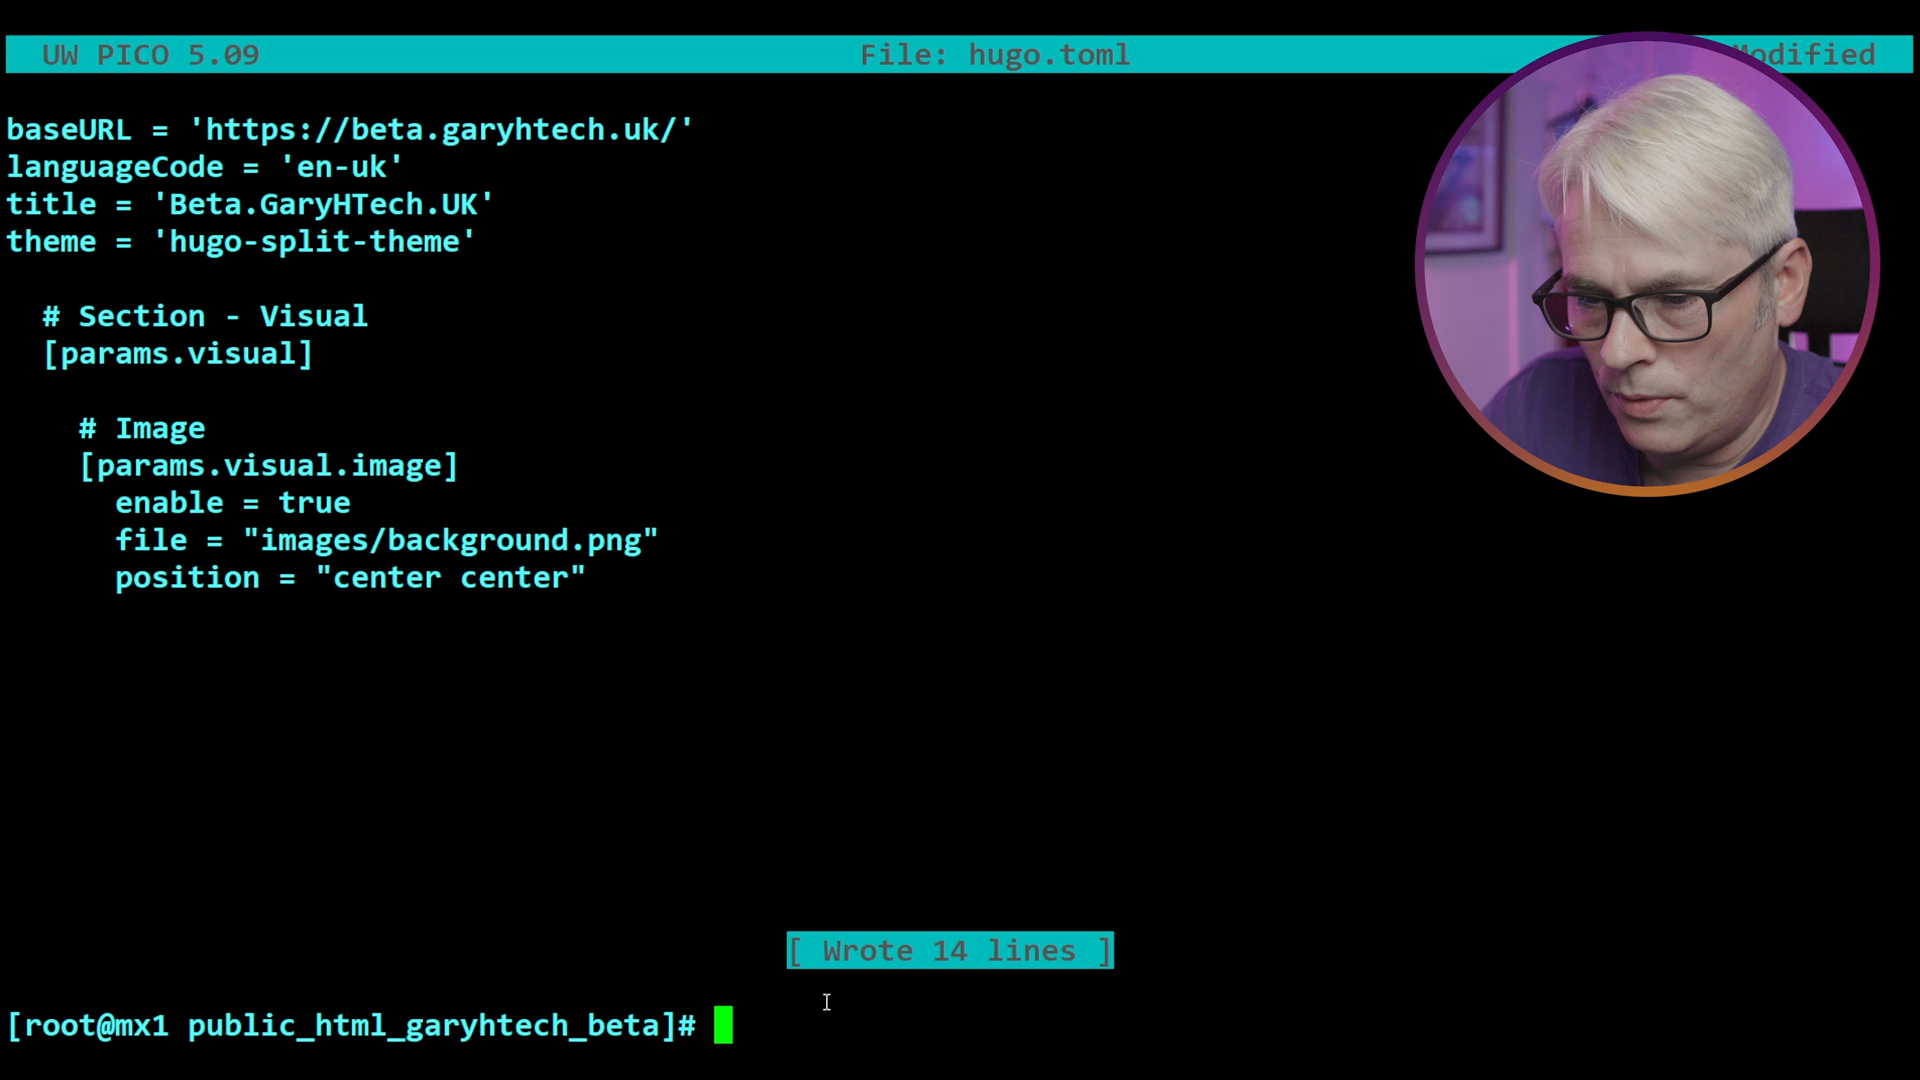 UW PICO 5.09 File: hugo.toml Modified
baseURL = 'https://beta.garyhtech.uk/'
languageCode = 'en-uk'
title = 'Beta.GaryHTech.UK'
theme = 'hugo-split-theme'
# Section - Visual
[params.visual]
# Image
[params.visual.image]
enable = true
file = "images/background.png"
position = "center center"
[ Wrote 14 lines ]
[root@mx1 public_html_garyhtech_beta]#